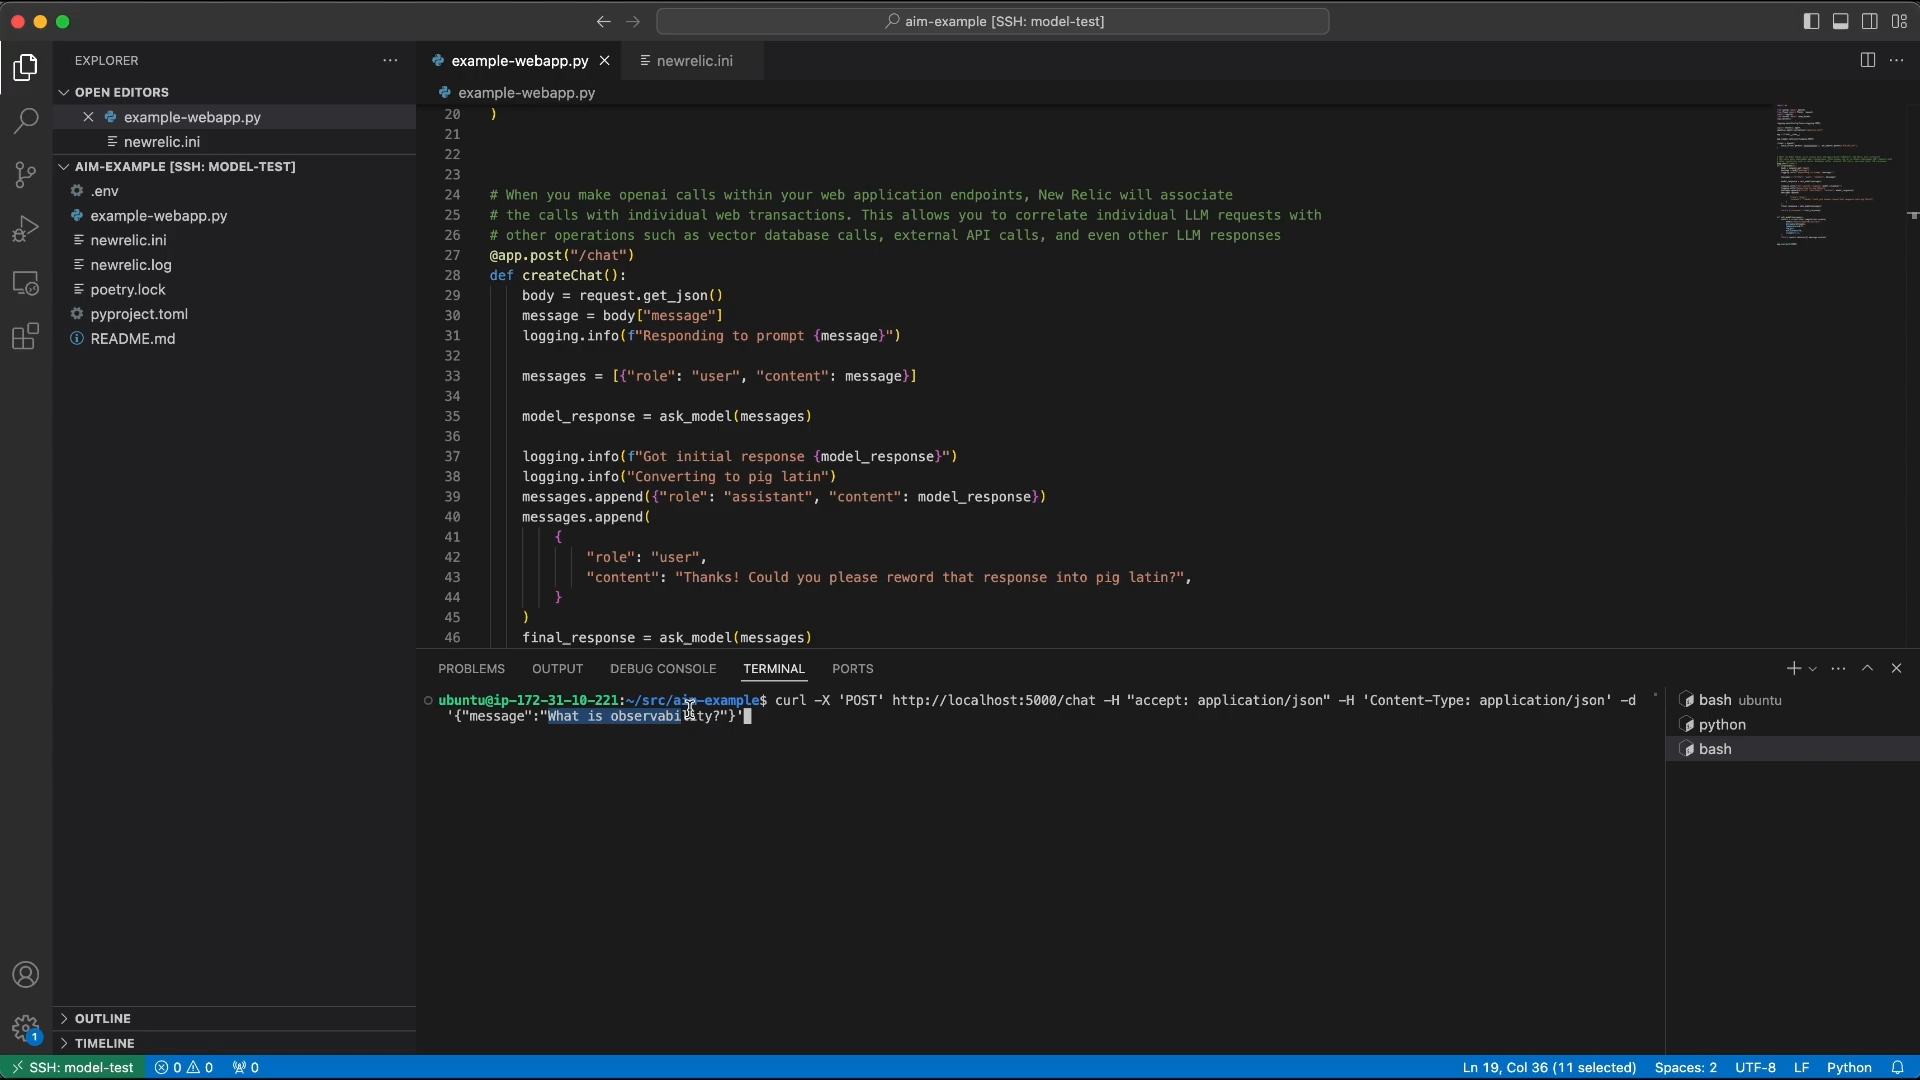 aim-example [SSH: model-test]
EXPLORER
OPEN EDITORS
example-webapp.py
newrelic.ini
AIM-EXAMPLE [SSH: MODEL-TEST]
.env
example-webapp.py
newrelic.ini
newrelic.log
poetry.lock
pyproject.toml
README.md
OUTLINE
TIMELINE
example-webapp.py
newrelic.ini
example-webapp.py
20 )
21
22
23
24 # When you make openai calls within your web application endpoints, New Relic will associate
25 # the calls with individual web transactions. This allows you to correlate individual LLM requests with
26 # other operations such as vector database calls, external API calls, and even other LLM responses
27 @app.post("/chat")
28 def createChat():
29 body = request.get_json()
30 message = body["message"]
31 logging.info(f"Responding to prompt {message}")
32
33 messages = [{"role": "user", "content": message}]
34
35 model_response = ask_model(messages)
36
37 logging.info(f"Got initial response {model_response}")
38 logging.info("Converting to pig latin")
39 messages.append({"role": "assistant", "content": model_response})
40 messages.append(
41 {
42 "role": "user",
43 "content": "Thanks! Could you please reword that response into pig latin?",
44 }
45 )
46 final_response = ask_model(messages)
PROBLEMS OUTPUT DEBUG CONSOLE TERMINAL PORTS
ubuntu@ip-172-31-10-221:~/src/aim-example$ curl -X 'POST' http://localhost:5000/chat -H "accept: application/json" -H 'Content-Type: application/json' -d
'{"message":"What is observability?"}'
bash ubuntu
python
bash
1
SSH: model-test 0 0 0 Ln 19, Col 36 (11 selected) Spaces: 2 UTF-8 LF Python